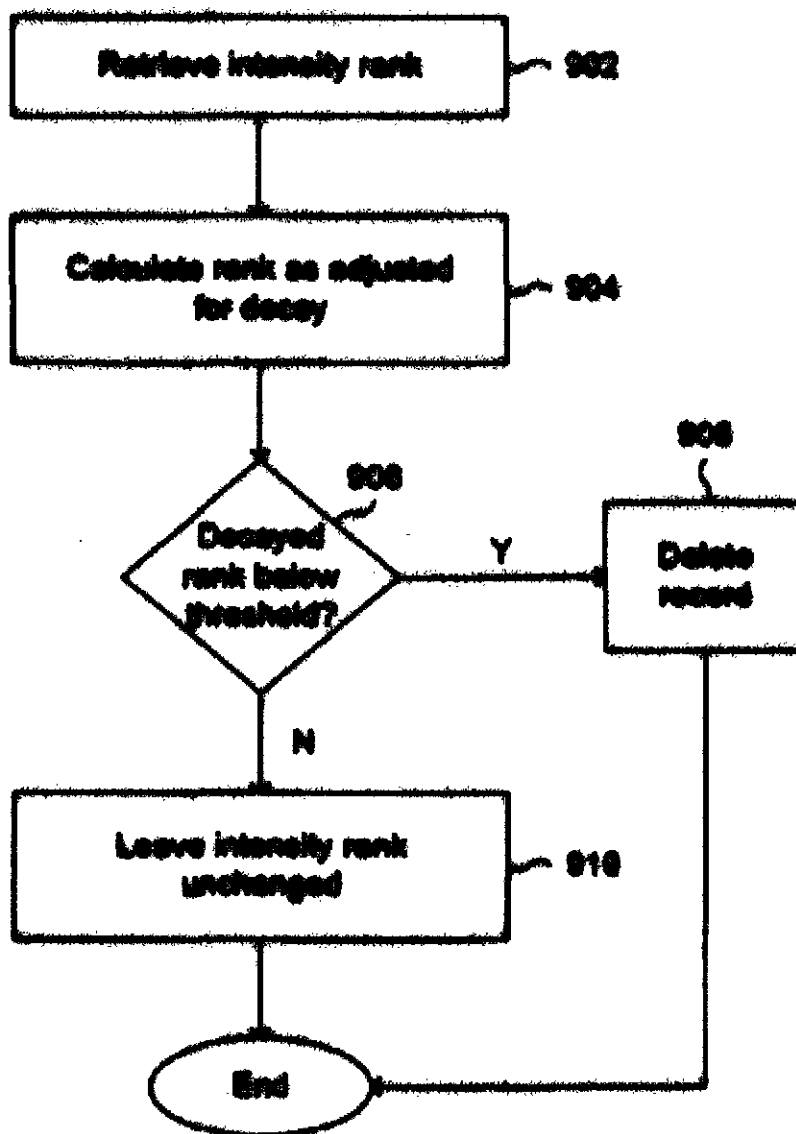 Retrieve intensity rank
902
Calculate rank as adjusted
for decay
904
906
Decayed
rank below
threshold?
Y
908
Delete
record
N
Leave intensity rank
unchanged
910
End